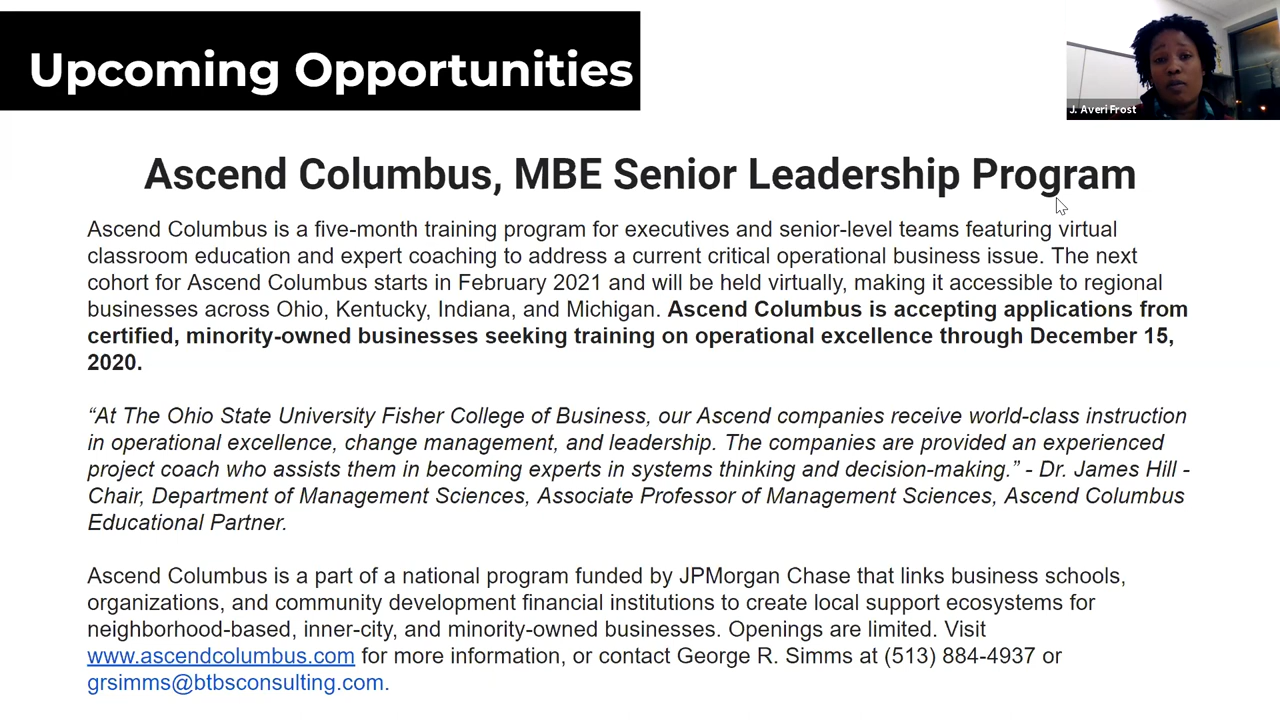 Upcoming Opportunities
J. Averi Frost
Ascend Columbus, MBE Senior Leadership Program
Ascend Columbus is a five-month training program for executives and senior-level teams featuring virtual
classroom education and expert coaching to address a current critical operational business issue. The next
cohort for Ascend Columbus starts in February 2021 and will be held virtually, making it accessible to regional
businesses across Ohio, Kentucky, Indiana, and Michigan. Ascend Columbus is accepting applications from
certified, minority-owned businesses seeking training on operational excellence through December 15,
2020.
“At The Ohio State University Fisher College of Business, our Ascend companies receive world-class instruction
in operational excellence, change management, and leadership. The companies are provided an experienced
project coach who assists them in becoming experts in systems thinking and decision-making.” - Dr. James Hill -
Chair, Department of Management Sciences, Associate Professor of Management Sciences, Ascend Columbus
Educational Partner.
Ascend Columbus is a part of a national program funded by JPMorgan Chase that links business schools,
organizations, and community development financial institutions to create local support ecosystems for
neighborhood-based, inner-city, and minority-owned businesses. Openings are limited. Visit
www.ascendcolumbus.com for more information, or contact George R. Simms at (513) 884-4937 or
grsimms@btbsconsulting.com.